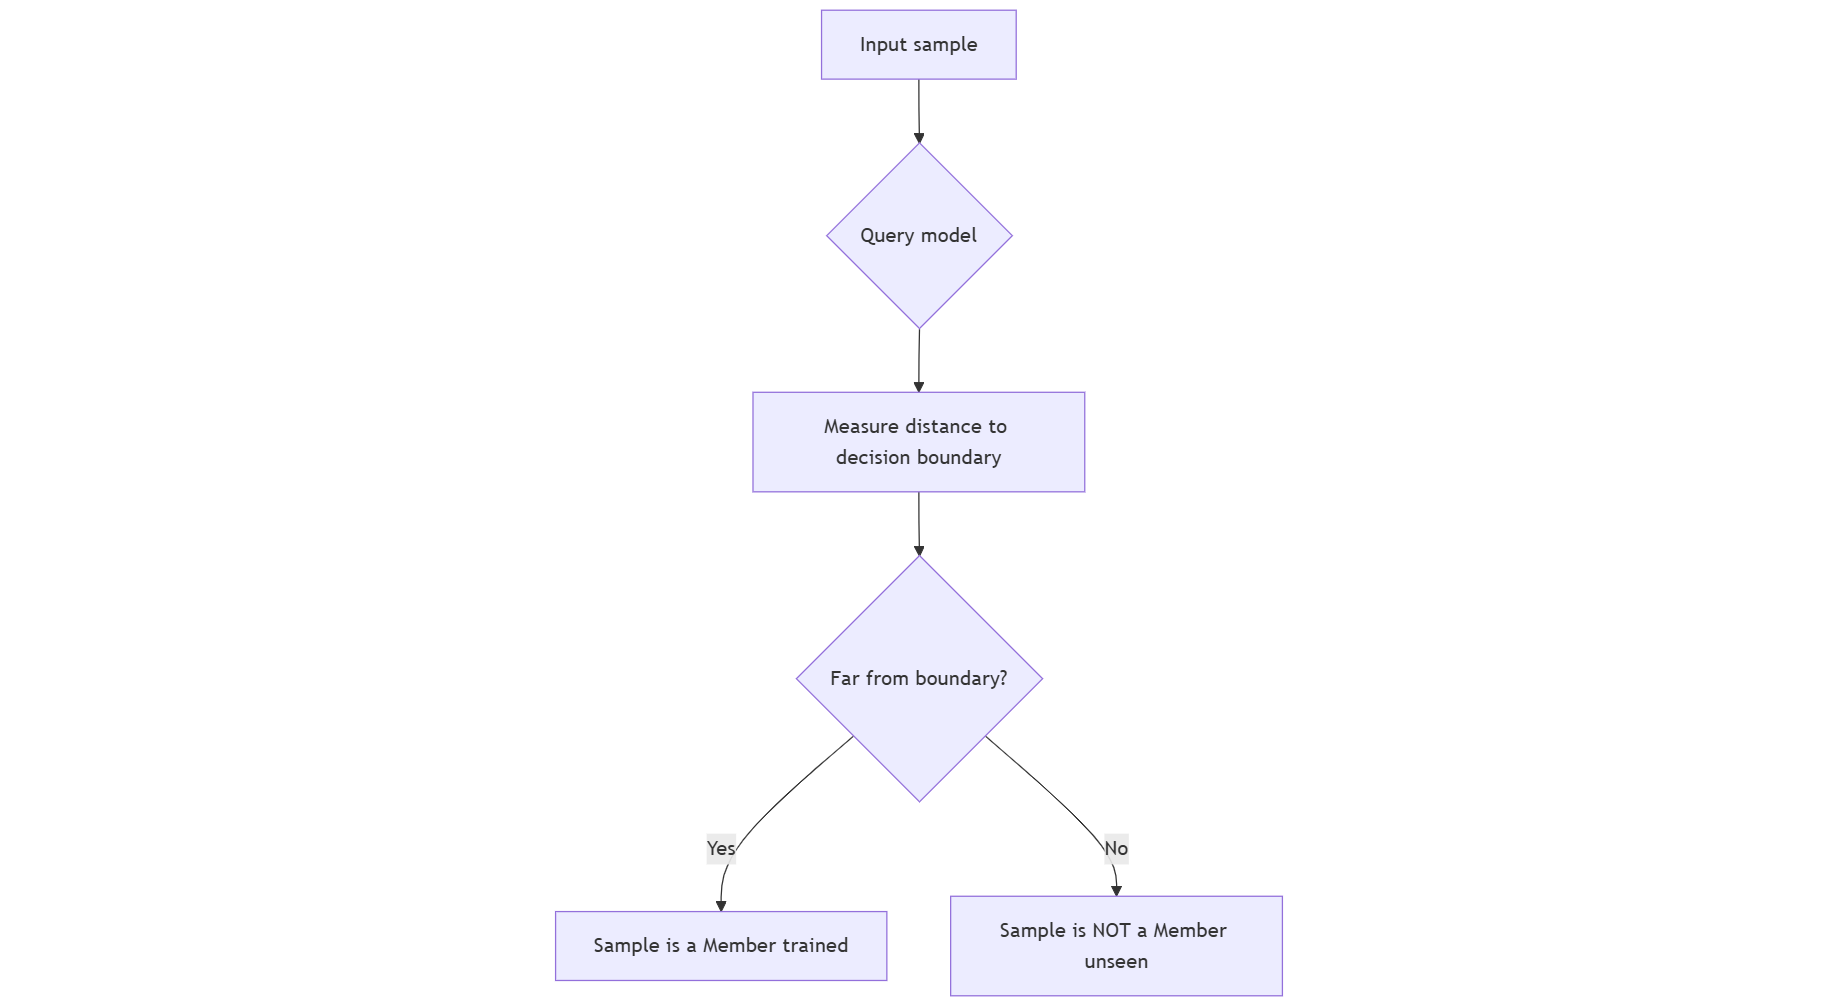 Input sample
Query model
Measure distance to
decision boundary
Far from boundary?
Yes
No
Sample is a Member trained
Sample is NOT a Member
unseen